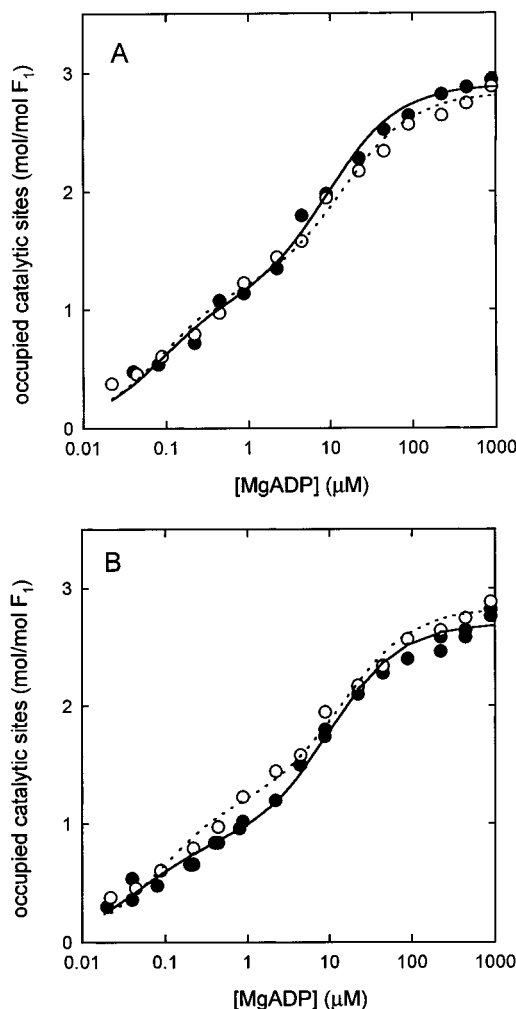 A
3
2
1
0
occupied catalytic sites (mol/mol F₁)
0.01 0.1 1 10 100 1000
[MgADP] (µM)
B
3
2
1
0
occupied catalytic sites (mol/mol F₁)
0.01 0.1 1 10 100 1000
[MgADP] (µM)